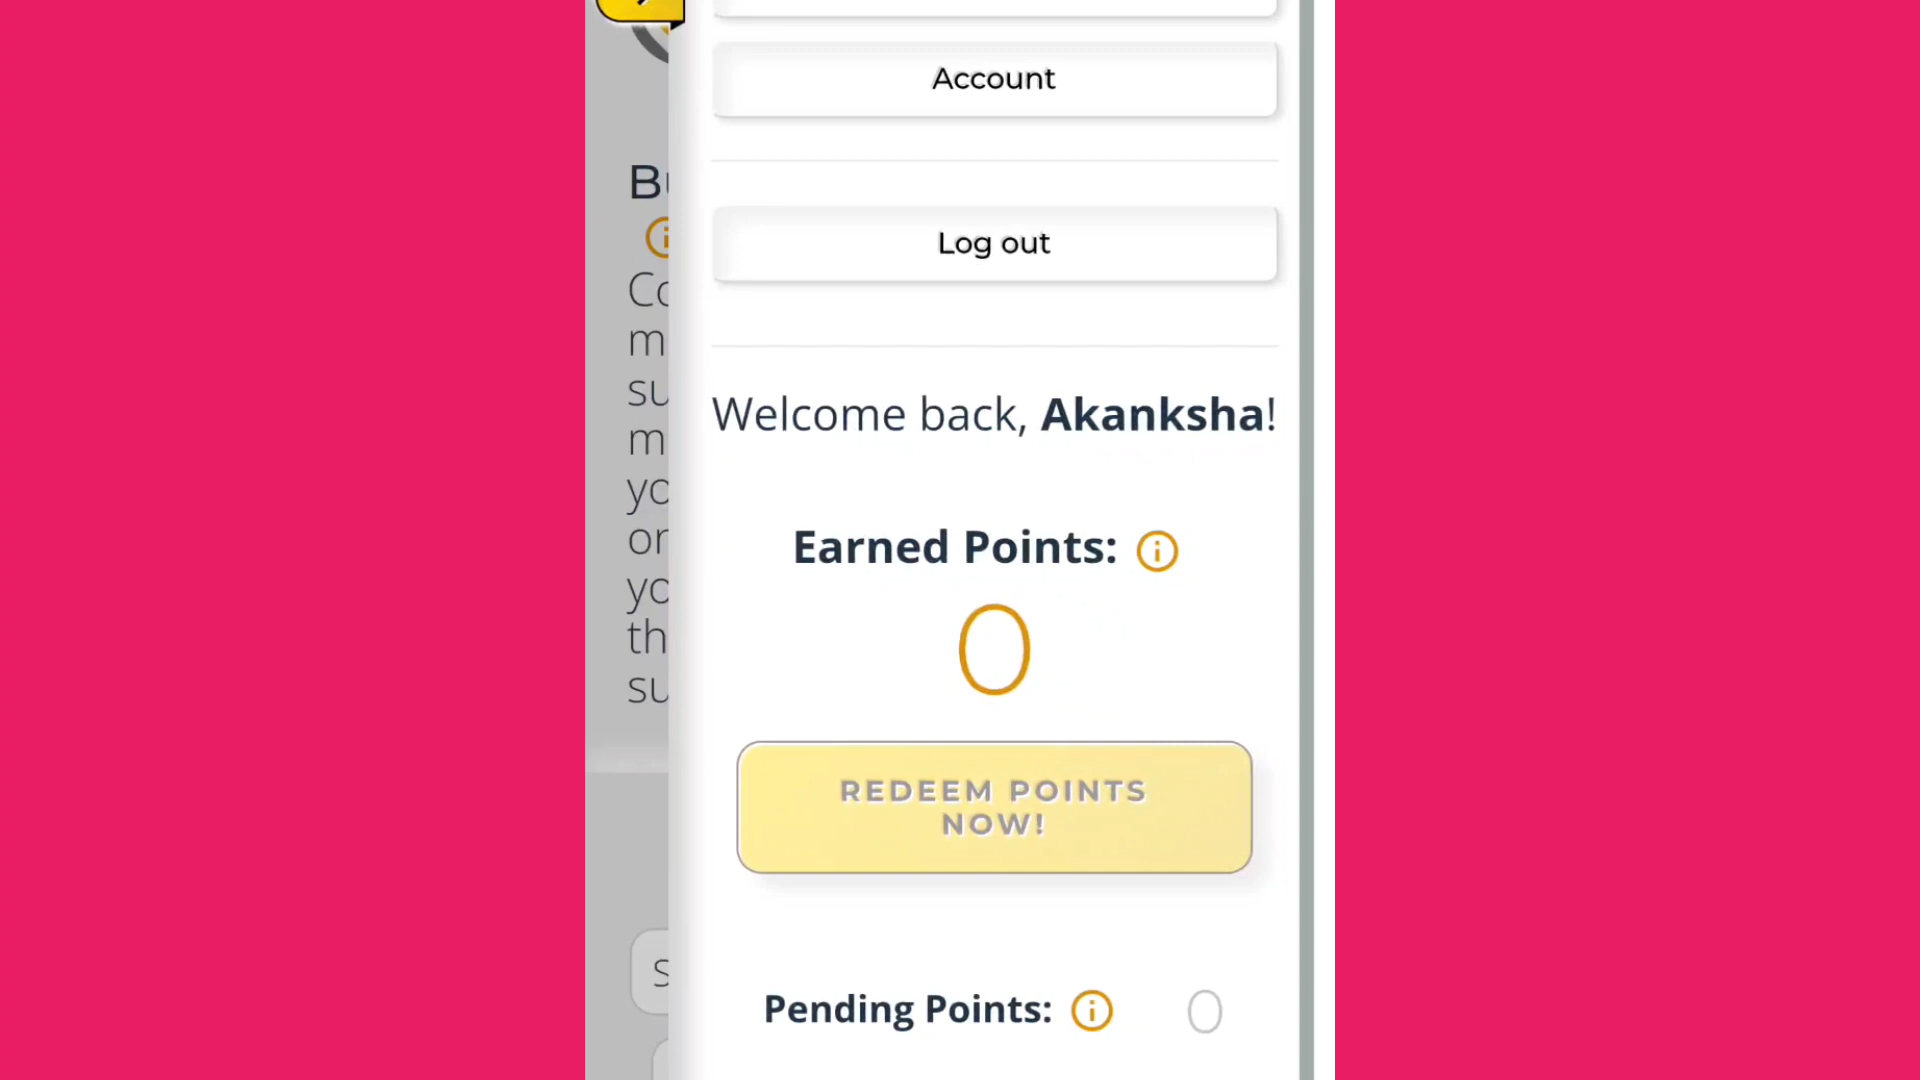 Account
Log out
Welcome back, Akanksha!
Earned Points:
0
REDEEM POINTS
NOW!
Pending Points:
0